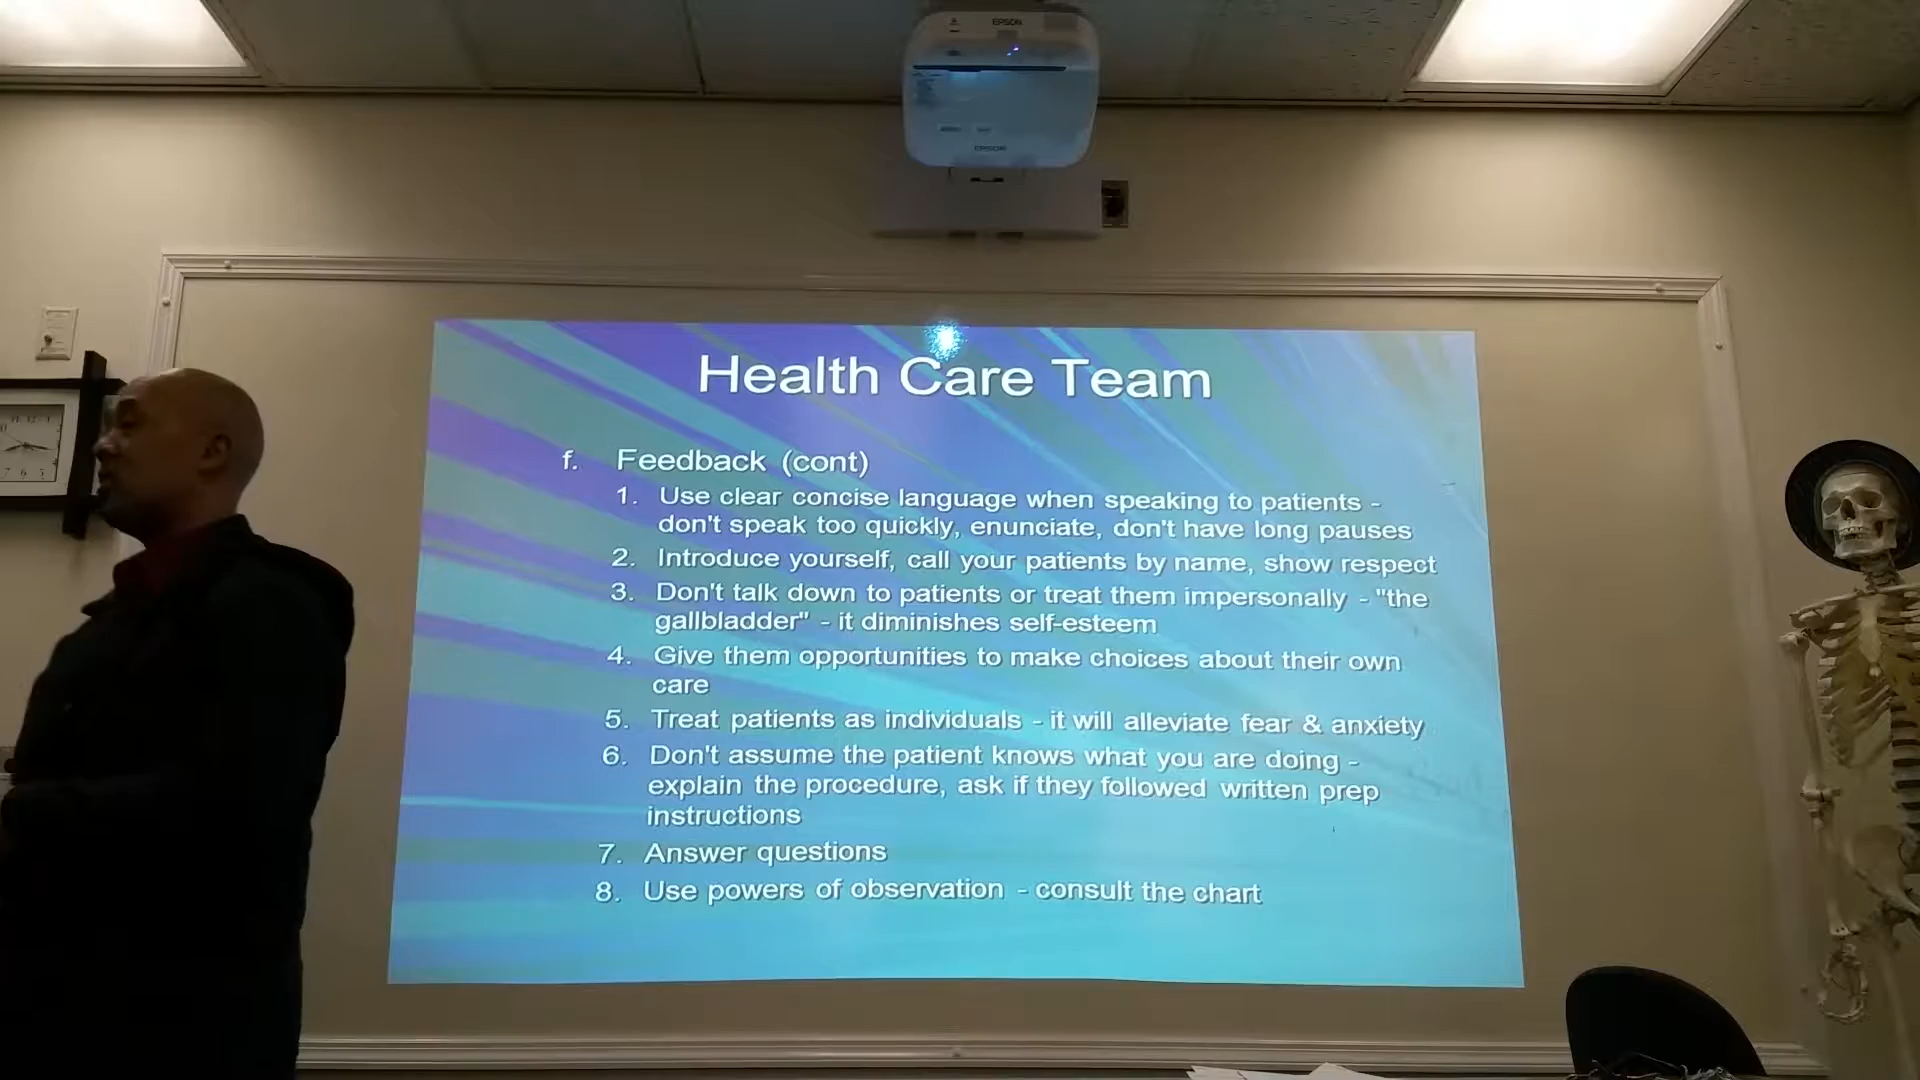 EPSON
EPSON
Health Care Team
f. Feedback (cont)
1. Use clear concise language when speaking to patients -
don't speak too quickly, enunciate, don't have long pauses
2. Introduce yourself, call your patients by name, show respect
3. Don't talk down to patients or treat them impersonally - "the
gallbladder" - it diminishes self-esteem
4. Give them opportunities to make choices about their own
care
5. Treat patients as individuals - it will alleviate fear & anxiety
6. Don't assume the patient knows what you are doing -
explain the procedure, ask if they followed written prep
instructions
7. Answer questions
8. Use powers of observation - consult the chart